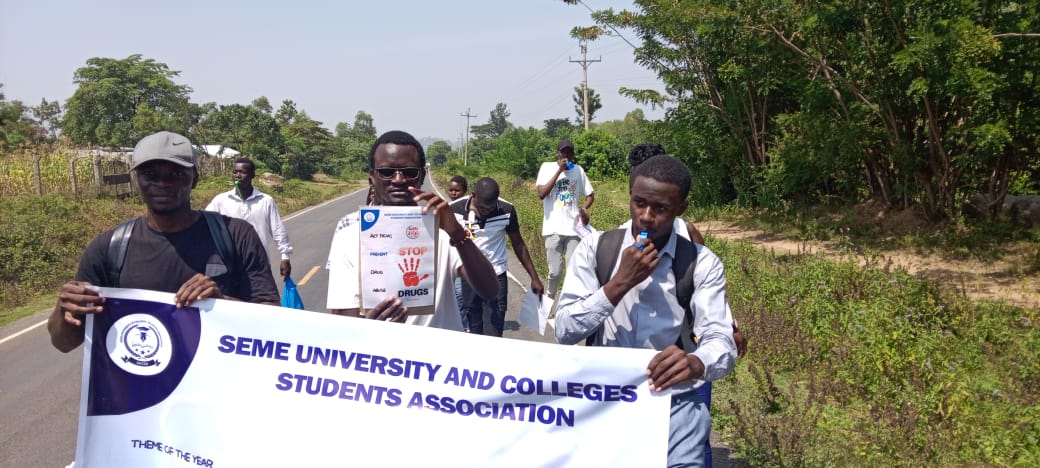 Act Now;
PREVENT
DRUG
ABUSE
STOP
DRUGS
SEME UNIVERSITY AND COLLEGES
STUDENTS ASSOCIATION
THEME OF THE YEAR